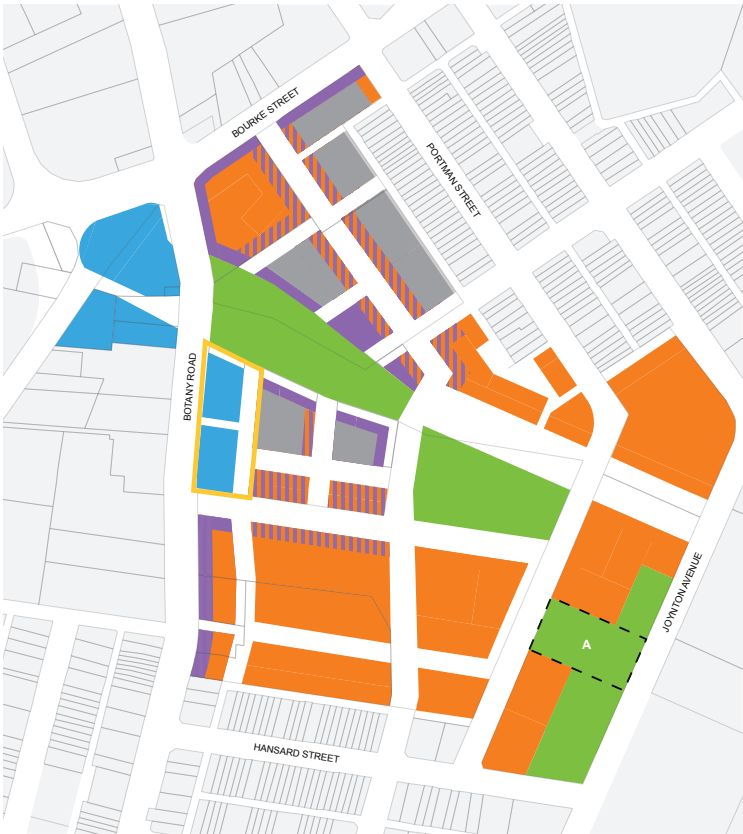 BOURKE STREET
PORTMAN STREET
BOTANY ROAD
JOYNTON AVENUE
A
HANSARD STREET